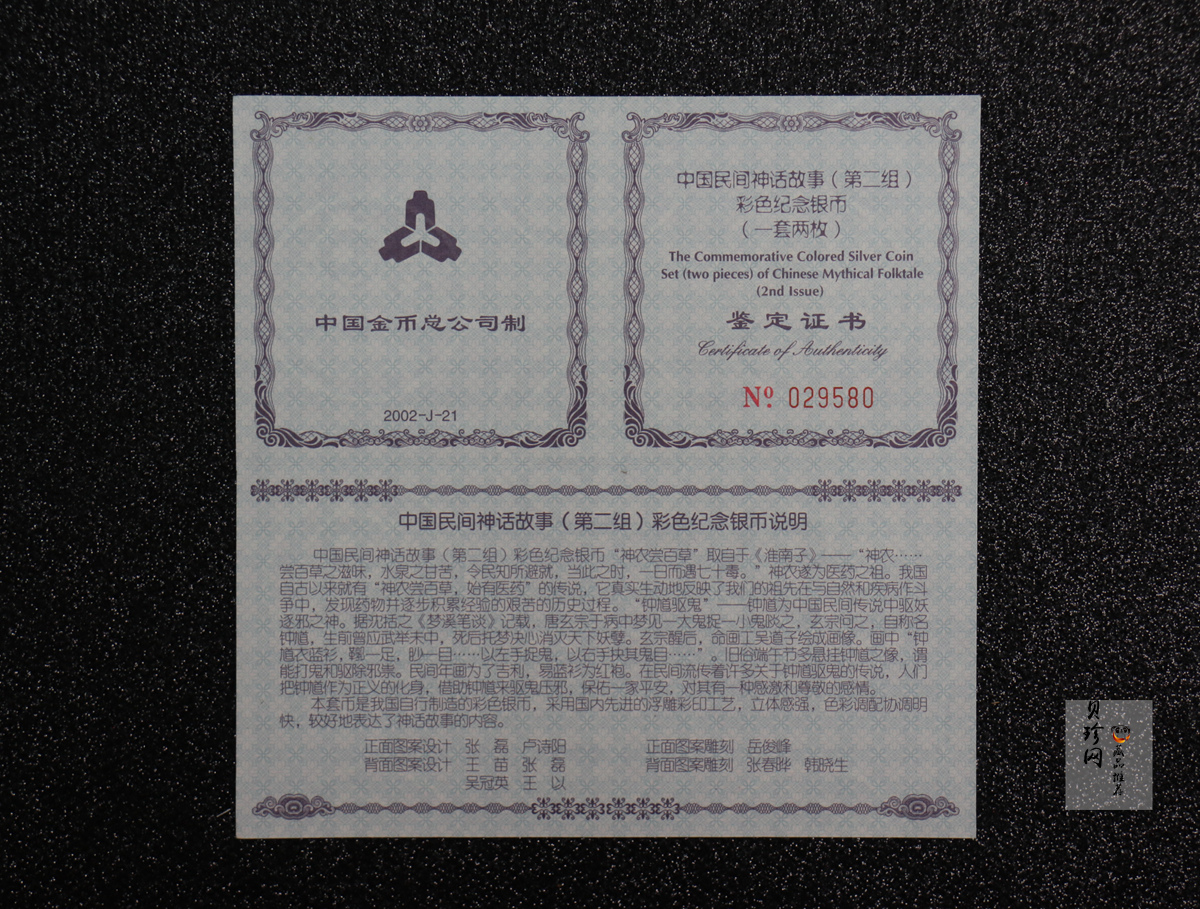 中国金币总公司制
2002-J-21
中国民间神话故事（第二组）
彩色纪念银币
（一套两枚）
The Commemorative Colored Silver Coin
Set (two pieces) of Chinese Mythical Folktale
(2nd Issue)
鉴定证书
Certificate of Authenticity
Nº 029580
中国民间神话故事（第二组）彩色纪念银币说明
中国民间神话故事（第二组）彩色纪念银币“神农尝百草”取自于《淮南子》——“神农……
尝百草之滋味，水泉之甘苦，令民知所避就，当此之时，一日而遇七十毒。”神农遂为医药之祖。我国
自古以来就有“神农尝百草，始有医药”的传说，它真实生动地反映了我们的祖先在与自然和疾病作斗
争中，发现药物并逐步积累经验的艰苦的历史过程。“钟馗驱鬼”——钟馗为中国民间传说中驱妖
逐邪之神。据沈括之《梦溪笔谈》记载，唐玄宗于病中梦见一大鬼捉一小鬼啖之，玄宗问之，自称名
钟馗，生前曾应武举未中，死后托梦决心消灭天下妖孽。玄宗醒后，命画工吴道子绘成画像。画中“钟
馗衣蓝衫，鞹一足，眇一目……以左手捉鬼，以右手抉其鬼目……”。旧俗端午节多悬挂钟馗之像，谓
能打鬼和驱除邪祟。民间年画为了吉利，易蓝衫为红袍。在民间流传着许多关于钟馗驱鬼的传说，人们
把钟馗作为正义的化身，借助钟馗来驱鬼压邪，保佑一家平安，对其有一种感激和尊敬的感情。
本套币是我国自行制造的彩色银币，采用国内先进的浮雕彩印工艺，立体感强，色彩调配协调明
快，较好地表达了神话故事的内容。
正面图案设计 张 磊 卢诗阳 正面图案雕刻 岳俊峰
背面图案设计 王 苗 张 磊 背面图案雕刻 张春晔 韩晓生
吴冠英 王 以
贝珍网
藏品推荐